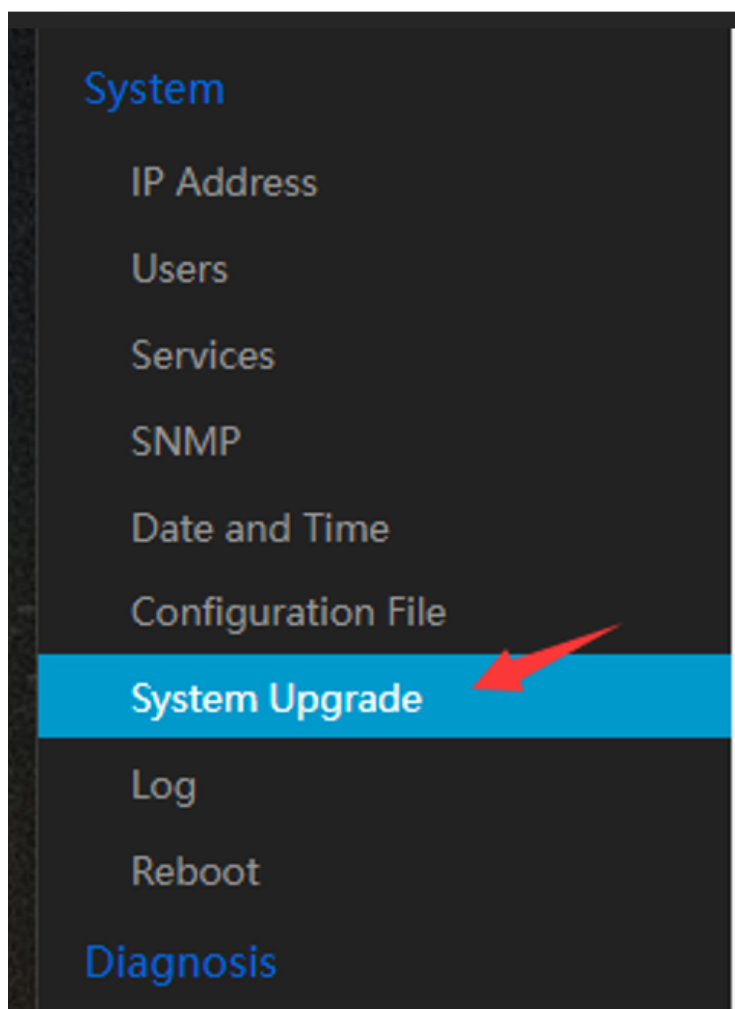 System
IP Address
Users
Services
SNMP
Date and Time
Configuration File
System Upgrade
Log
Reboot
Diagnosis